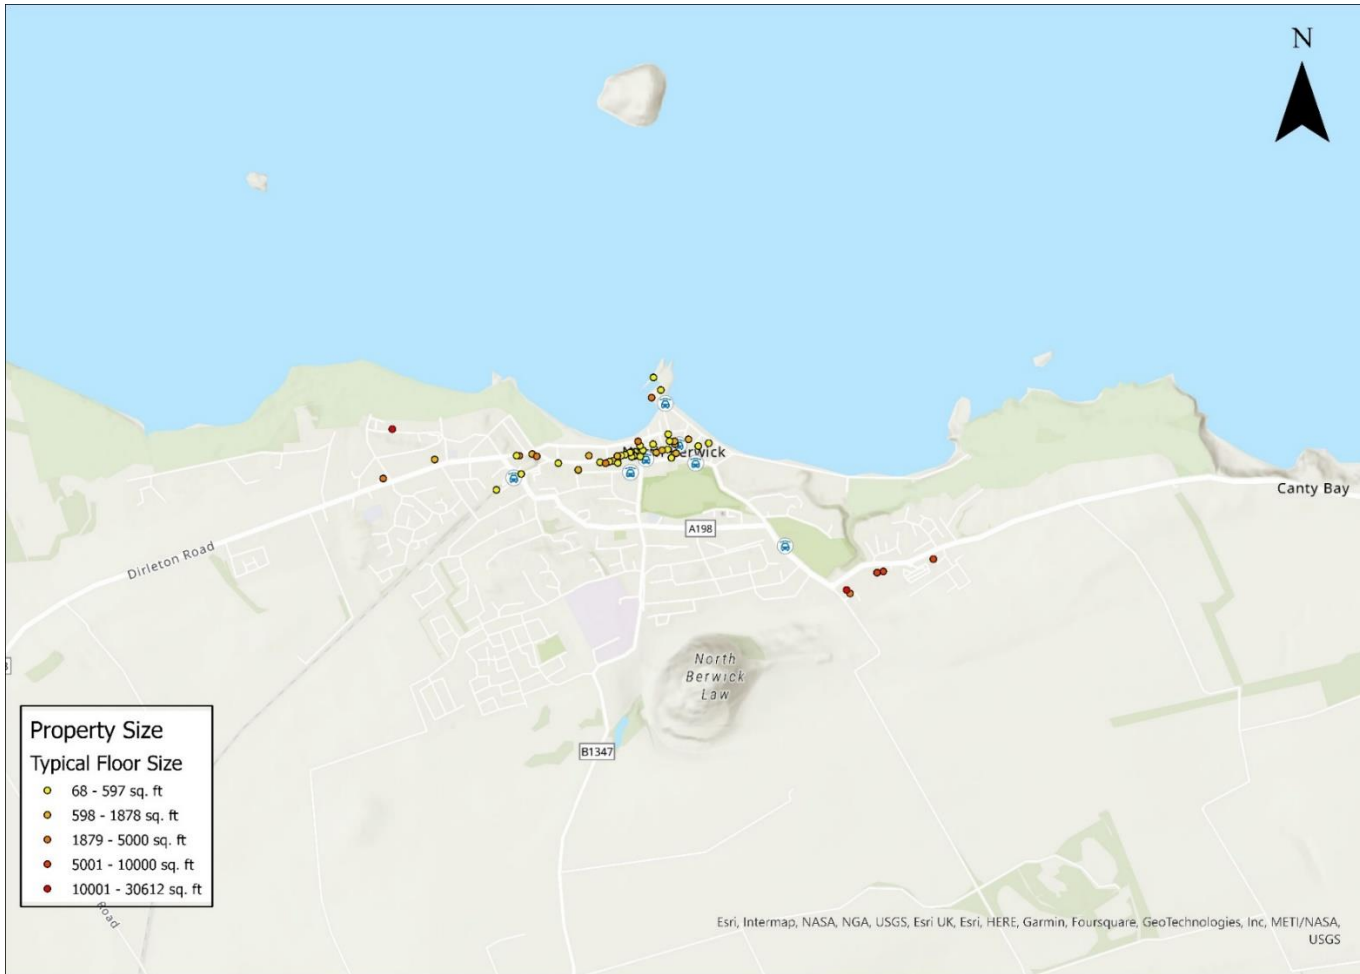 N
North Berwick
Canty Bay
A198
Dirleton Road
North
Berwick
Law
B1347
Property Size
Typical Floor Size
68 - 597 sq. ft
598 - 1878 sq. ft
1879 - 5000 sq. ft
5001 - 10000 sq. ft
10001 - 30612 sq. ft
Road
Esri, Intermap, NASA, NGA, USGS, Esri UK, Esri, HERE, Garmin, Foursquare, GeoTechnologies, Inc, METI/NASA,
USGS